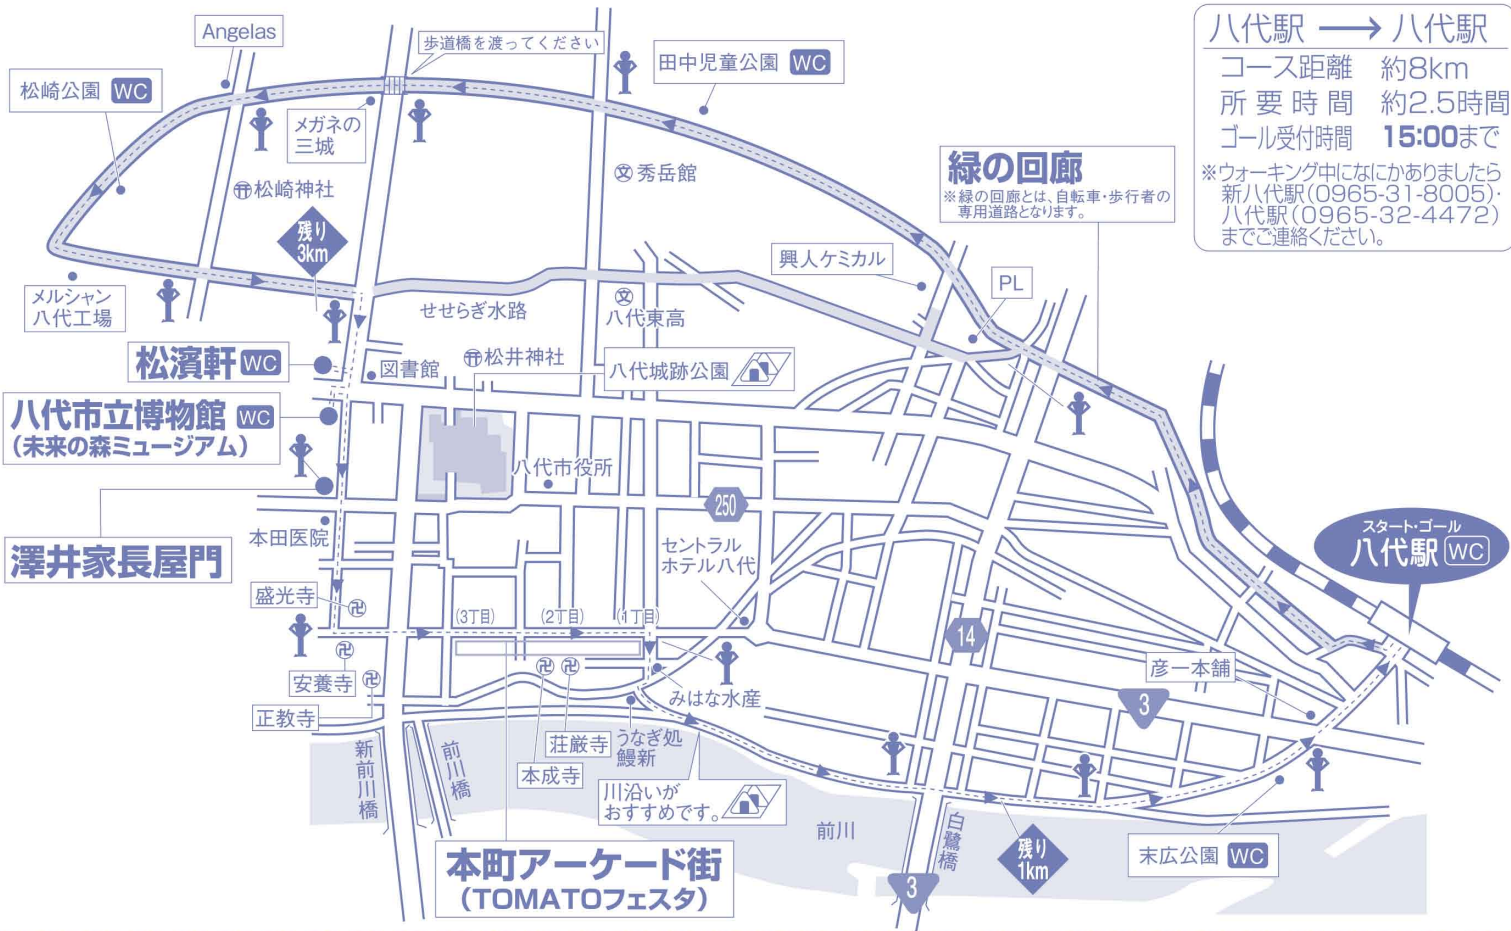 八代駅 → 八代駅
コース距離 約8km
所要時間 約2.5時間
ゴール受付時間 15:00まで
※ウォーキング中になにかありましたら
新八代駅(0965-31-8005)・
八代駅(0965-32-4472)
までご連絡ください。
Angelas
歩道橋を渡ってください
松崎公園 WC
田中児童公園 WC
メガネの
三城
松崎神社
文 秀岳館
緑の回廊
※緑の回廊とは、自転車・歩行者の
専用道路となります。
残り
3km
興人ケミカル
PL
メルシャン
八代工場
せせらぎ水路
文
八代東高
松濱軒 WC
図書館
松井神社
八代城跡公園
八代市立博物館 WC
(未来の森ミュージアム)
八代市役所
250
本田医院
澤井家長屋門
セントラル
ホテル八代
スタート・ゴール
八代駅 WC
盛光寺 卍
(3丁目)
(2丁目)
(1丁目)
14
卍
安養寺
卍
正教寺
卍
卍
みはな水産
彦一本舗
3
新前川橋
前川橋
本成寺
荘厳寺
うなぎ処
鰻新
川沿いが
おすすめです。
前川
白鷺橋
残り
1km
末広公園 WC
本町アーケード街
(TOMATOフェスタ)
3